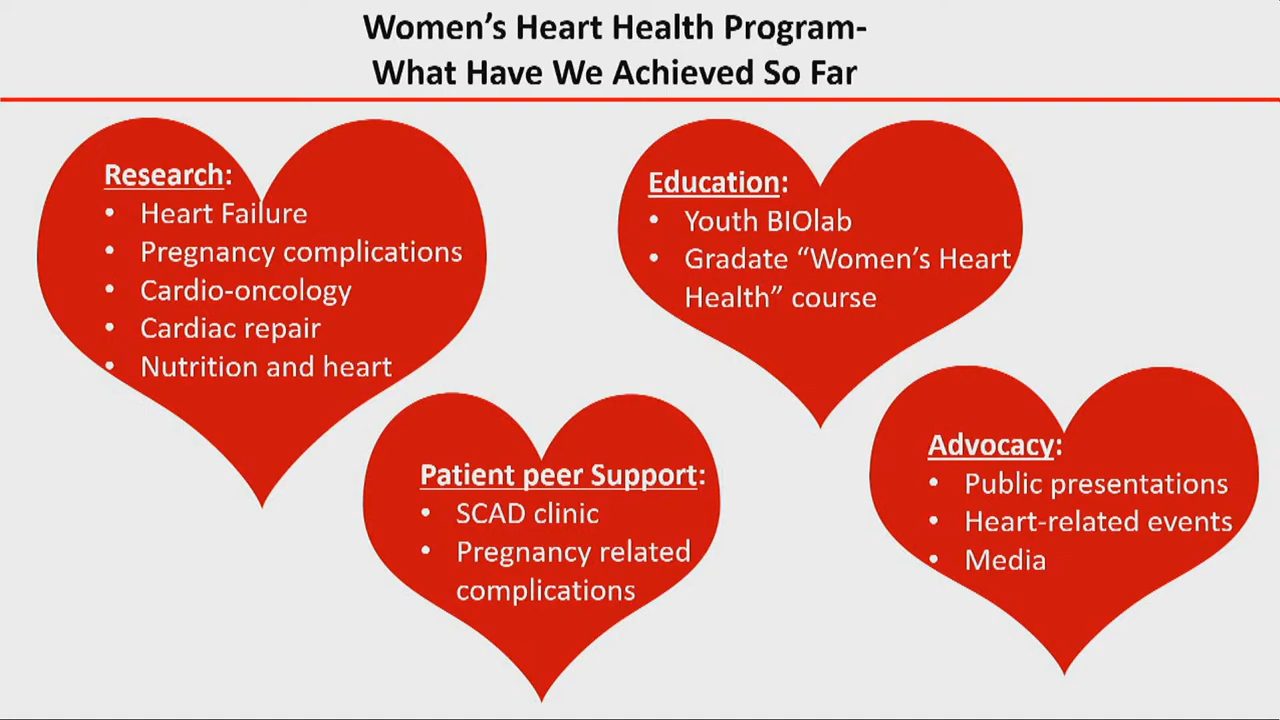 Women's Heart Health Program-
What Have We Achieved So Far
Research:
• Heart Failure
• Pregnancy complications
• Cardio-oncology
• Cardiac repair
• Nutrition and heart
Education:
• Youth BIOlab
• Gradate “Women's Heart
Health” course
Patient peer Support:
• SCAD clinic
• Pregnancy related
complications
Advocacy:
• Public presentations
• Heart-related events
• Media